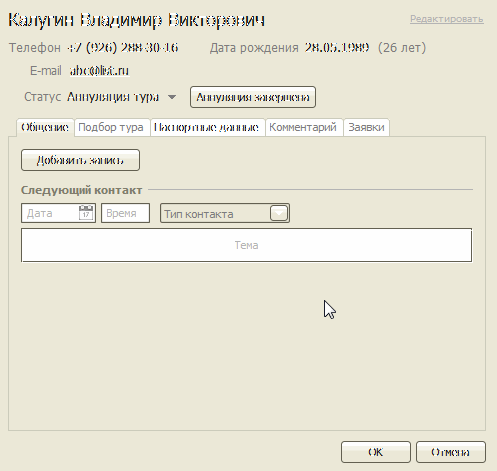 Калугин Владимир Викторович Редактировать
Телефон +7 (926) 288-30-16 Дата рождения 28.05.1989 (26 лет)
E-mail abc@list.ru
Статус Аннуляция тура Аннуляция завершена
Общение Подбор тура Паспортные данные Комментарий Заявки
Добавить запись
Следующий контакт
Дата 17 Время Тип контакта
Тема
OK Отмена